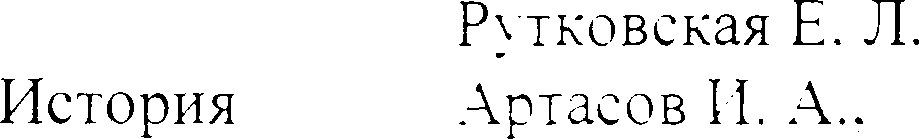 Рутковская Е. Л.
История Артасов И. А.,